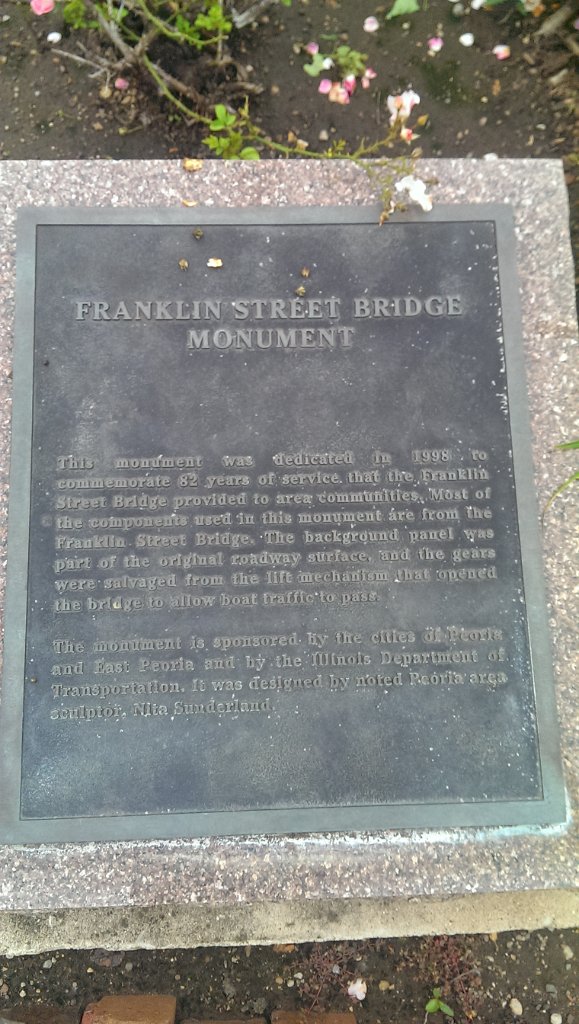 FRANKLIN STREET BRIDGE
MONUMENT
This monument was dedicated in 1998 to
commemorate 82 years of service that the Franklin
Street Bridge provided to area communities. Most of
the components used in this monument are from the
Franklin Street Bridge. The background panel was
part of the original roadway surface, and the gears
were salvaged from the lift mechanism that opened
the bridge to allow boat traffic to pass.
The monument is sponsored by the cities of Peoria
and East Peoria and by the Illinois Department of
Transportation. It was designed by noted Peoria area
sculptor, Nita Sunderland.